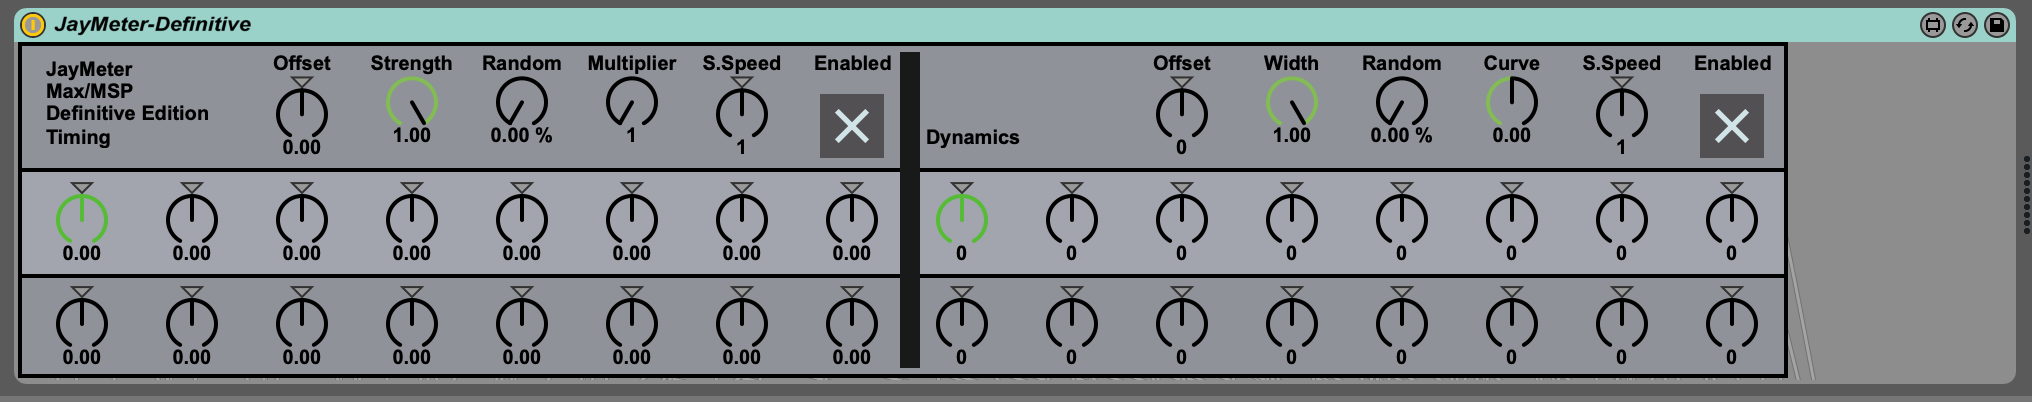 JayMeter-Definitive
JayMeter
Max/MSP
Definitive Edition
Timing
Offset Strength Random Multiplier S.Speed Enabled
0.00 1.00 0.00 % 1 1
Dynamics
Offset Width Random Curve S.Speed Enabled
0 1.00 0.00 % 0.00 1
0.00 0.00 0.00 0.00 0.00 0.00 0.00 0.00
0 0 0 0 0 0 0 0
0.00 0.00 0.00 0.00 0.00 0.00 0.00 0.00
0 0 0 0 0 0 0 0